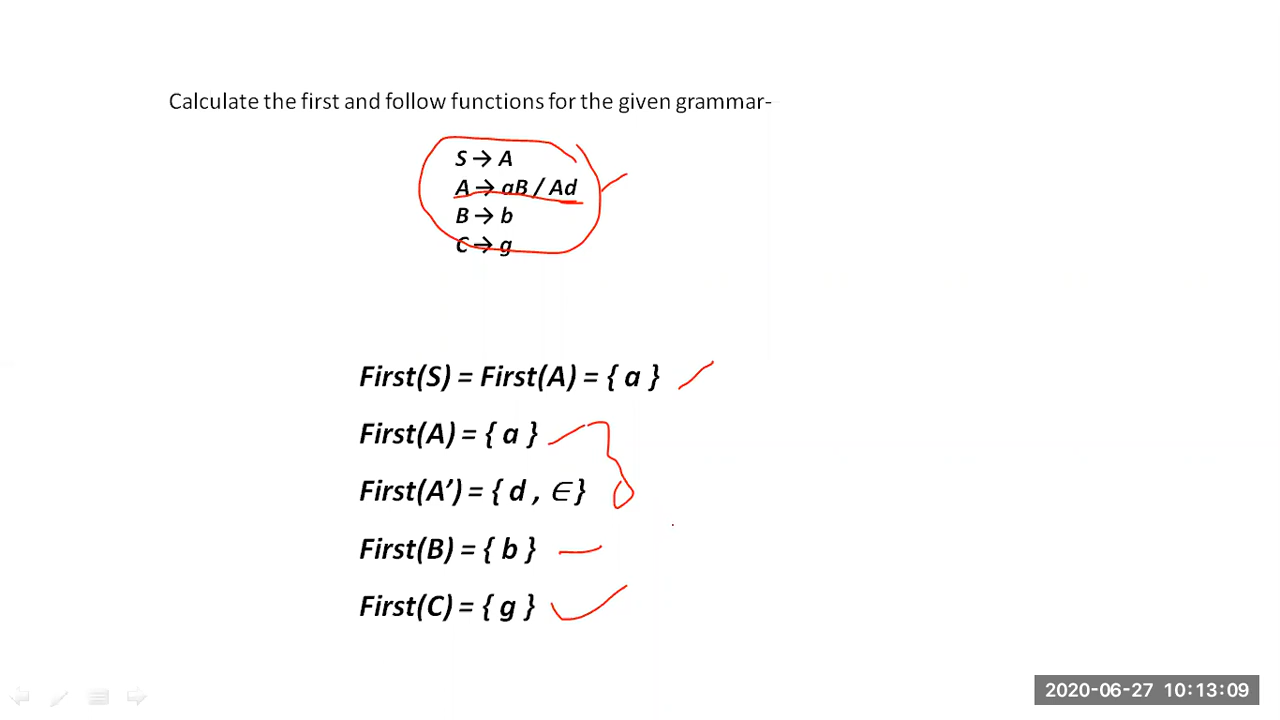 Calculate the first and follow functions for the given grammar-
S → A
A → aB / Ad
B → b
C → g
First(S) = First(A) = { a }
First(A) = { a }
First(A’) = { d , ∈}
First(B) = { b }
First(C) = { g }
2020-06-27 10:13:09